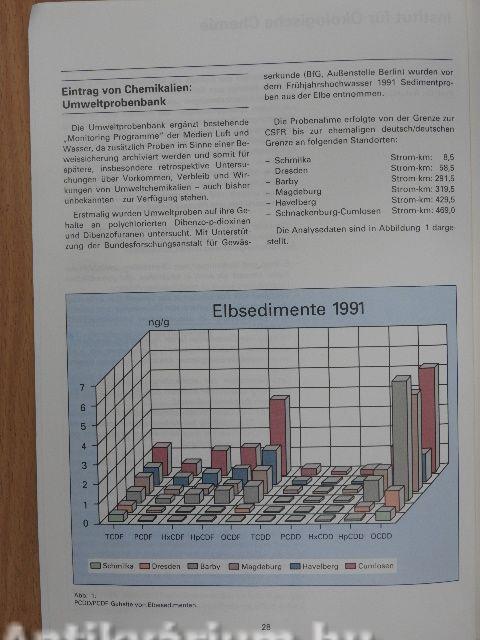 Institut für Ökologische Chemie
Eintrag von Chemikalien:
Umweltprobenbank
Die Umweltprobenbank ergänzt bestehende
„Monitoring Programme" der Medien Luft und
Wasser, da zusätzlich Proben im Sinne einer Be-
weissicherung archiviert werden und somit für
spätere, insbesondere retrospektive Untersu-
chungen über Vorkommen, Verbleib und Wir-
kungen von Umweltchemikalien – auch bisher
unbekannten – zur Verfügung stehen.
Erstmalig wurden Umweltproben auf ihre Ge-
halte an polychlorierten Dibenzo-p-dioxinen
und Dibenzofuranen untersucht. Mit Unterstüt-
zung der Bundesforschungsanstalt für Gewäs-
serkunde (BfG, Außenstelle Berlin) wurden vor
dem Frühjahrshochwasser 1991 Sedimentpro-
ben aus der Elbe entnommen.
Die Probenahme erfolgte von der Grenze zur
CSFR bis zur ehemaligen deutsch/deutschen
Grenze an folgenden Standorten:
– Schmilka Strom-km: 8,5
– Dresden Strom-km: 58,5
– Barby Strom-km: 291,5
– Magdeburg Strom-km: 319,5
– Havelberg Strom-km: 429,5
– Schnackenburg-Cumlosen Strom-km: 469,0
Die Analysedaten sind in Abbildung 1 darge-
stellt.
Elbsedimente 1991
ng/g
7
6
5
4
3
2
1
0
TCDF PCDF HxCDF HpCDF OCDF TCDD PCDD HxCDD HpCDD OCDD
Schmilka Dresden Barby Magdeburg Havelberg Cumlosen
Abb. 1:
PCDD/PCDF Gehalte von Elbesedimenten.
28
Antikvárium.hu